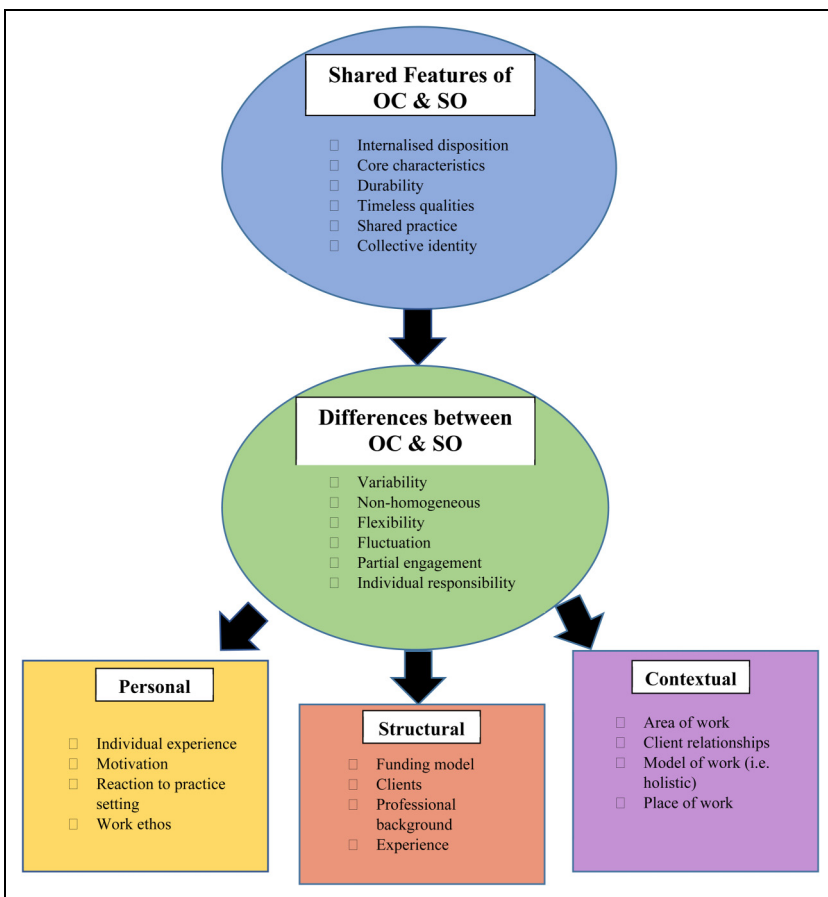 Shared Features of
OC & SO
□ Internalised disposition
□ Core characteristics
□ Durability
□ Timeless qualities
□ Shared practice
□ Collective identity
Differences between
OC & SO
□ Variability
□ Non-homogeneous
□ Flexibility
□ Fluctuation
□ Partial engagement
□ Individual responsibility
Personal
□ Individual experience
□ Motivation
□ Reaction to practice
setting
□ Work ethos
Structural
□ Funding model
□ Clients
□ Professional
background
□ Experience
Contextual
□ Area of work
□ Client relationships
□ Model of work (i.e.
holistic)
□ Place of work